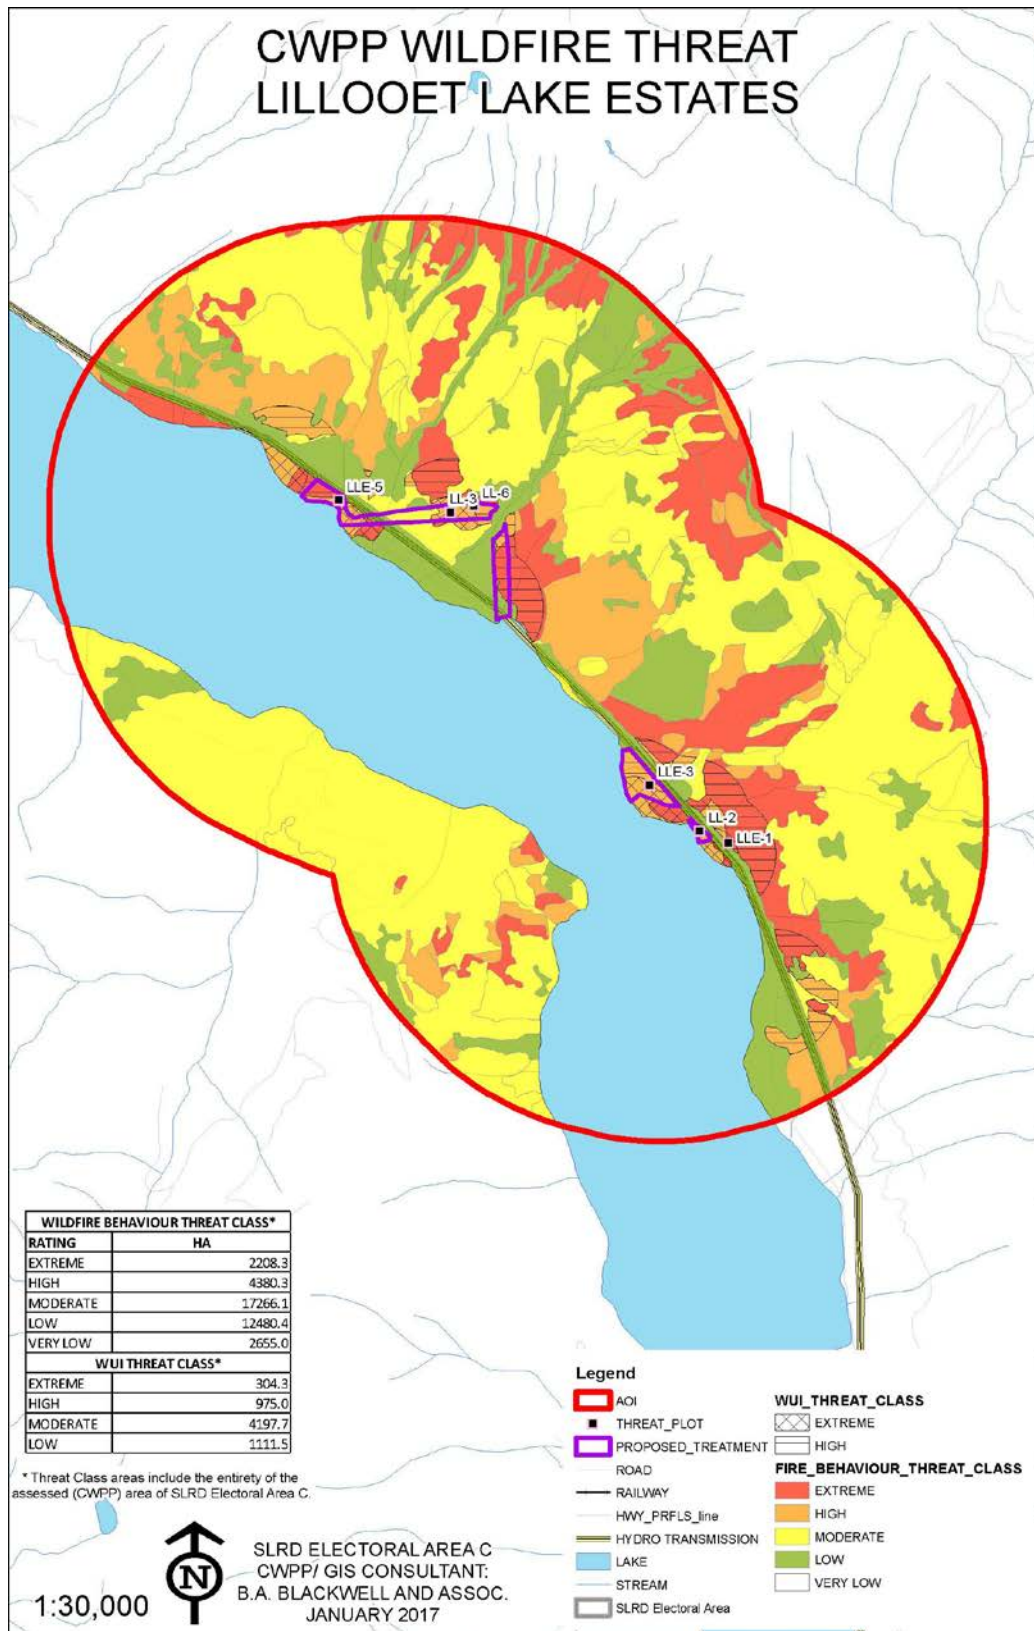 CWPP WILDFIRE THREAT
LILLOOET LAKE ESTATES
LLE-5
LL-3
LL-6
LLE-3
LL-2
LLE-1
WILDFIRE BEHAVIOUR THREAT CLASS*
RATING HA
EXTREME 2208.3
HIGH 4380.3
MODERATE 17266.1
LOW 12480.4
VERY LOW 2655.0
WUI THREAT CLASS*
EXTREME 304.3
HIGH 975.0
MODERATE 4197.7
LOW 1111.5
* Threat Class areas include the entirety of the
assessed (CWPP) area of SLRD Electoral Area C.
1:30,000
N
SLRD ELECTORAL AREA C
CWPP/ GIS CONSULTANT:
B.A. BLACKWELL AND ASSOC.
JANUARY 2017
Legend
AOI
THREAT_PLOT
PROPOSED_TREATMENT
ROAD
RAILWAY
HWY_PRFLS_line
HYDRO TRANSMISSION
LAKE
STREAM
SLRD Electoral Area
WUI_THREAT_CLASS
EXTREME
HIGH
FIRE_BEHAVIOUR_THREAT_CLASS
EXTREME
HIGH
MODERATE
LOW
VERY LOW